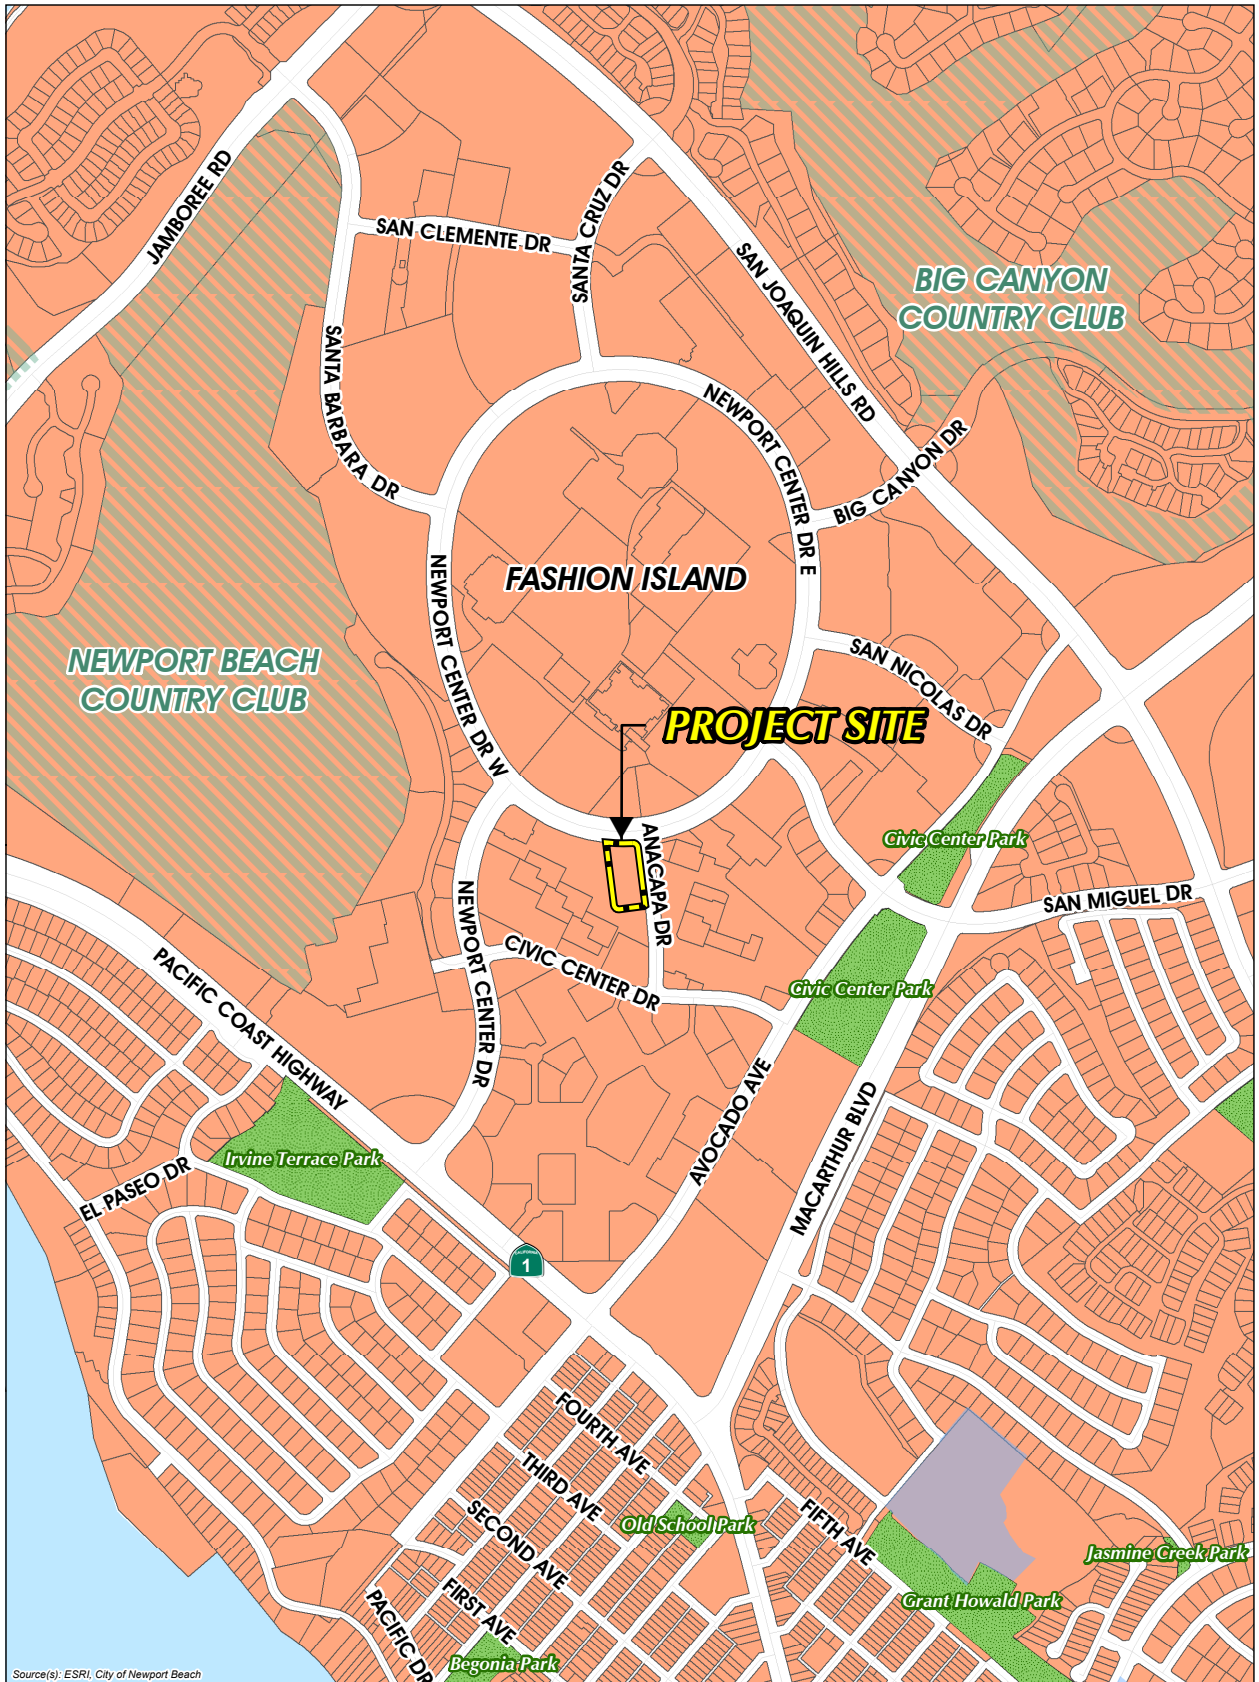 JAMBOREE RD
SAN CLEMENTE DR
SANTA CRUZ DR
SAN JOAQUIN HILLS RD
BIG CANYON
COUNTRY CLUB
SANTA BARBARA DR
NEWPORT CENTER DR E
BIG CANYON DR
FASHION ISLAND
NEWPORT CENTER DR W
NEWPORT BEACH
COUNTRY CLUB
SAN NICOLAS DR
PROJECT SITE
Civic Center Park
ANACAPA DR
SAN MIGUEL DR
NEWPORT CENTER DR
CIVIC CENTER DR
Civic Center Park
PACIFIC COAST HIGHWAY
AVOCADO AVE
MACARTHUR BLVD
Irvine Terrace Park
EL PASEO DR
CALIFORNIA
1
FOURTH AVE
THIRD AVE
SECOND AVE
FIRST AVE
Old School Park
FIFTH AVE
Jasmine Creek Park
Grant Howald Park
PACIFIC DR
Begonia Park
Source(s): ESRI, City of Newport Beach